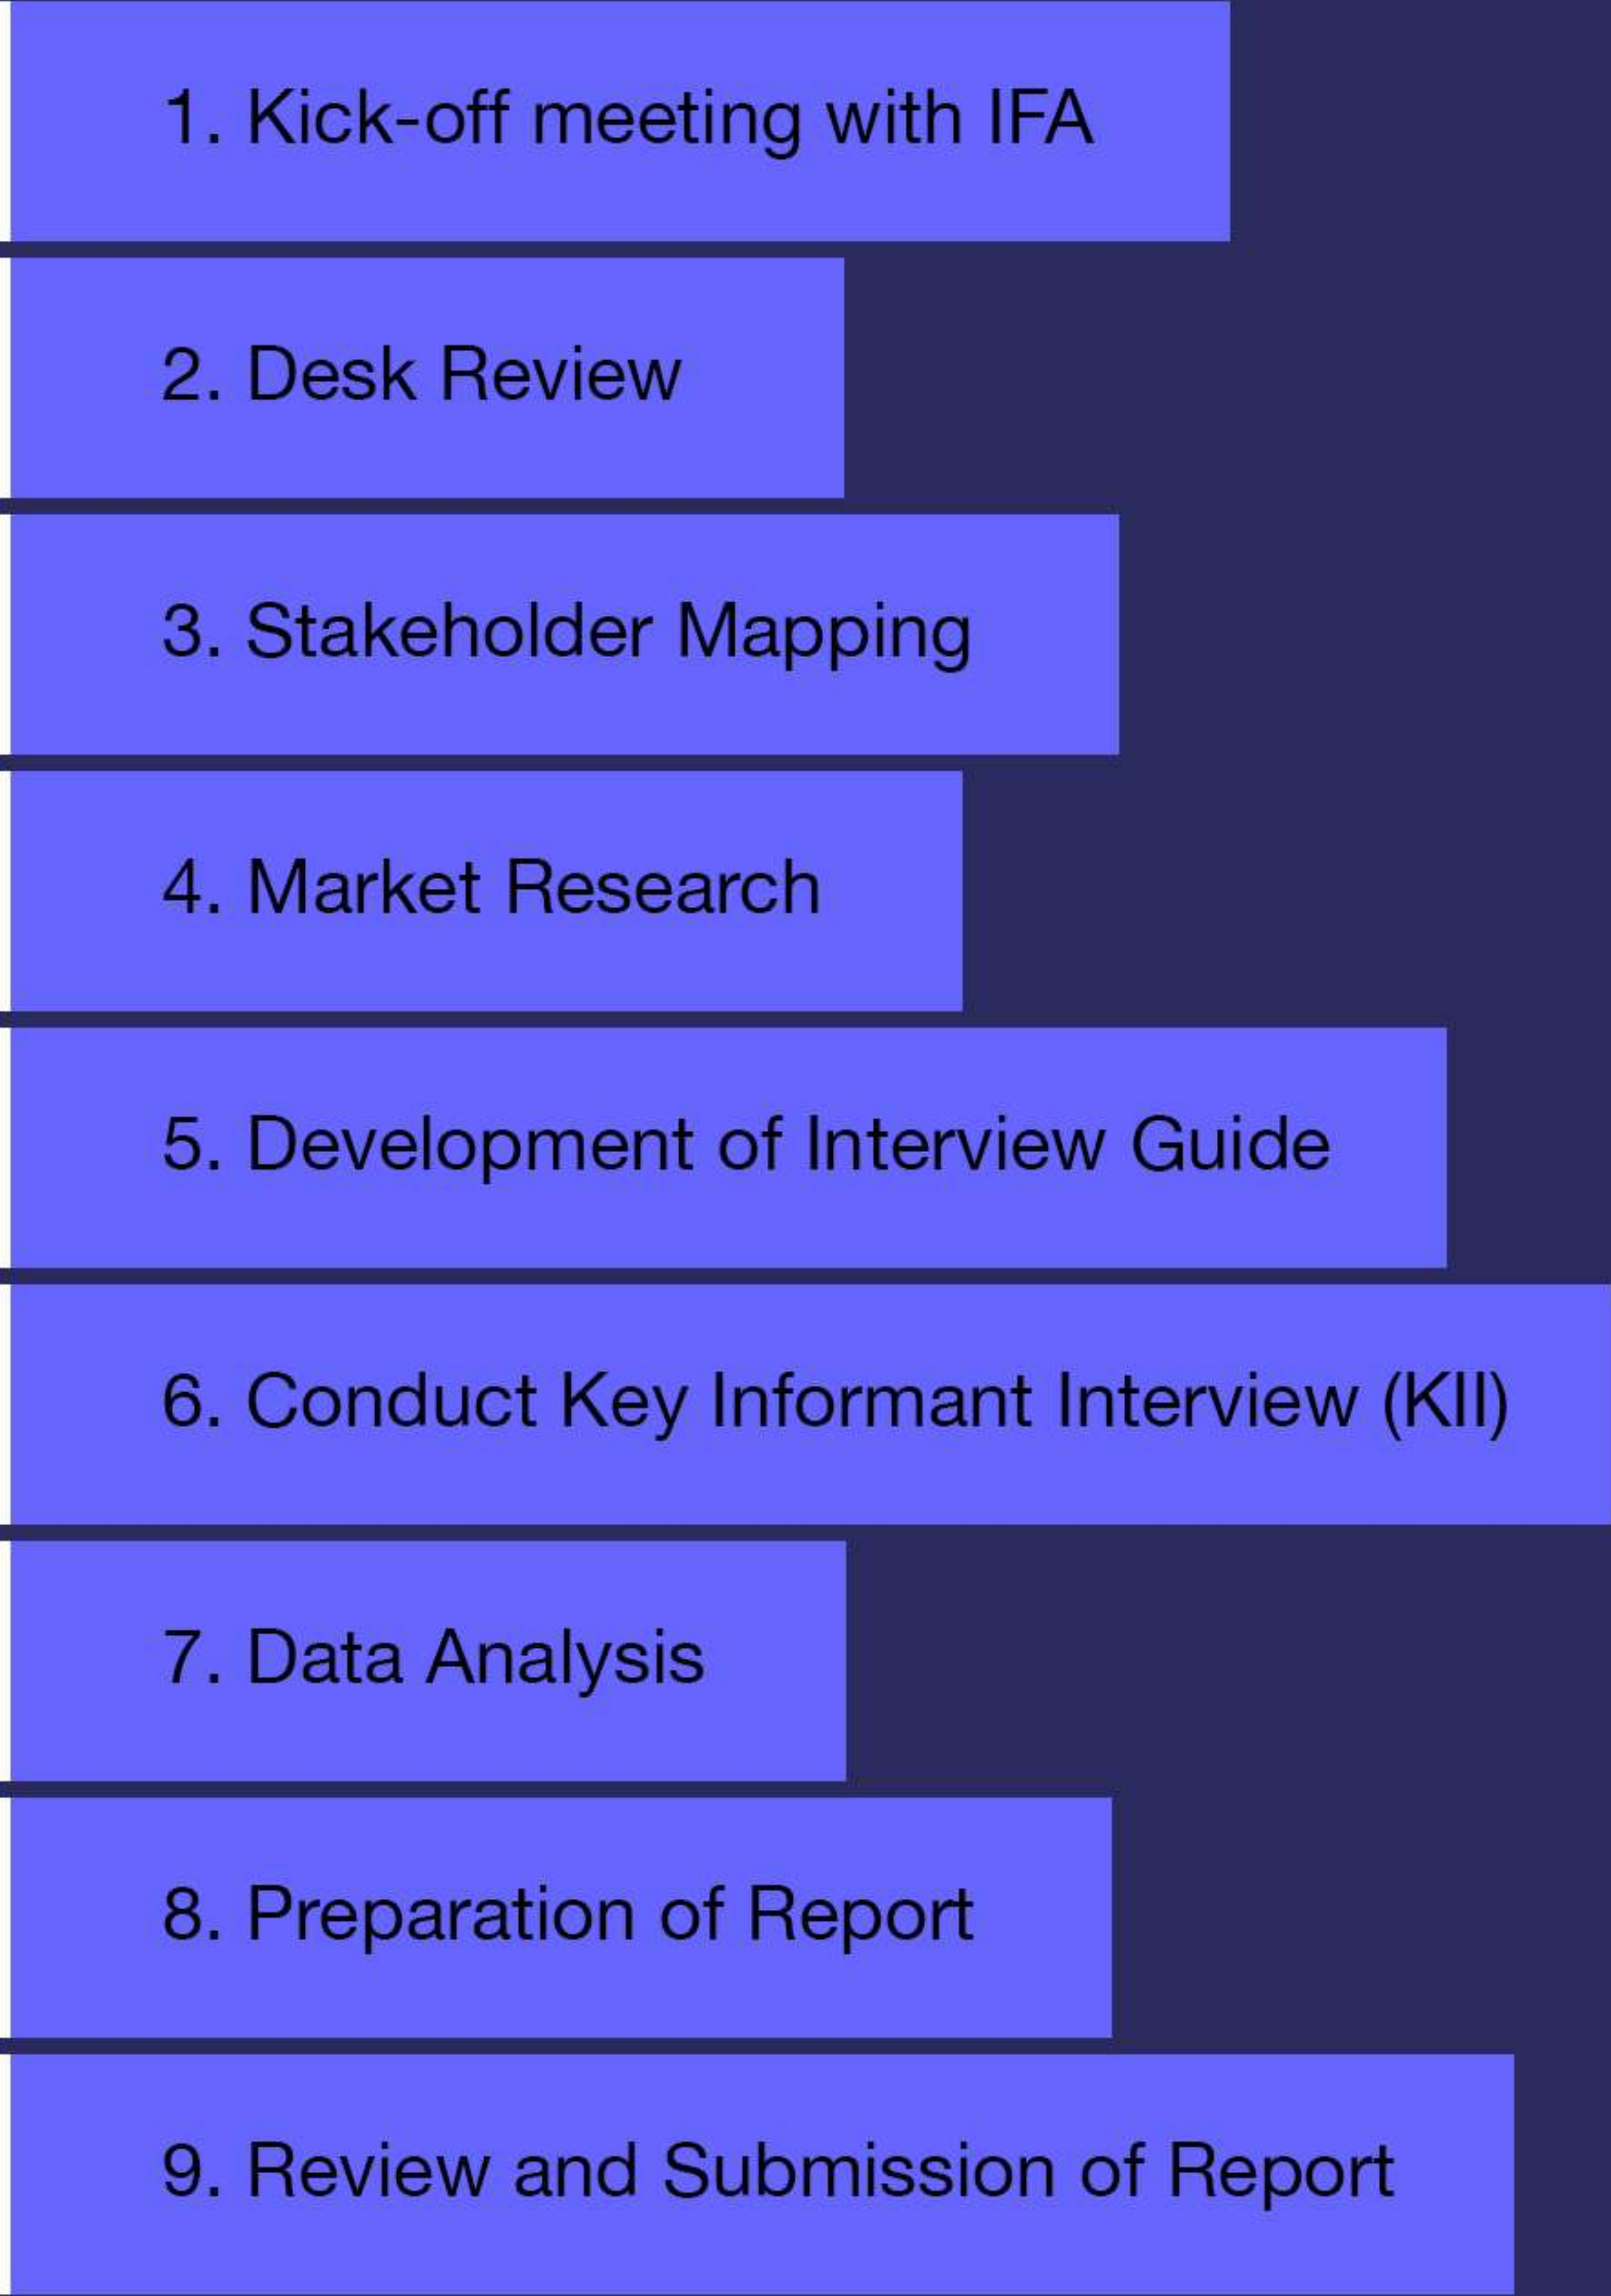 1. Kick-off meeting with IFA
2. Desk Review
3. Stakeholder Mapping
4. Market Research
5. Development of Interview Guide
6. Conduct Key Informant Interview (KII)
7. Data Analysis
8. Preparation of Report
9. Review and Submission of Report